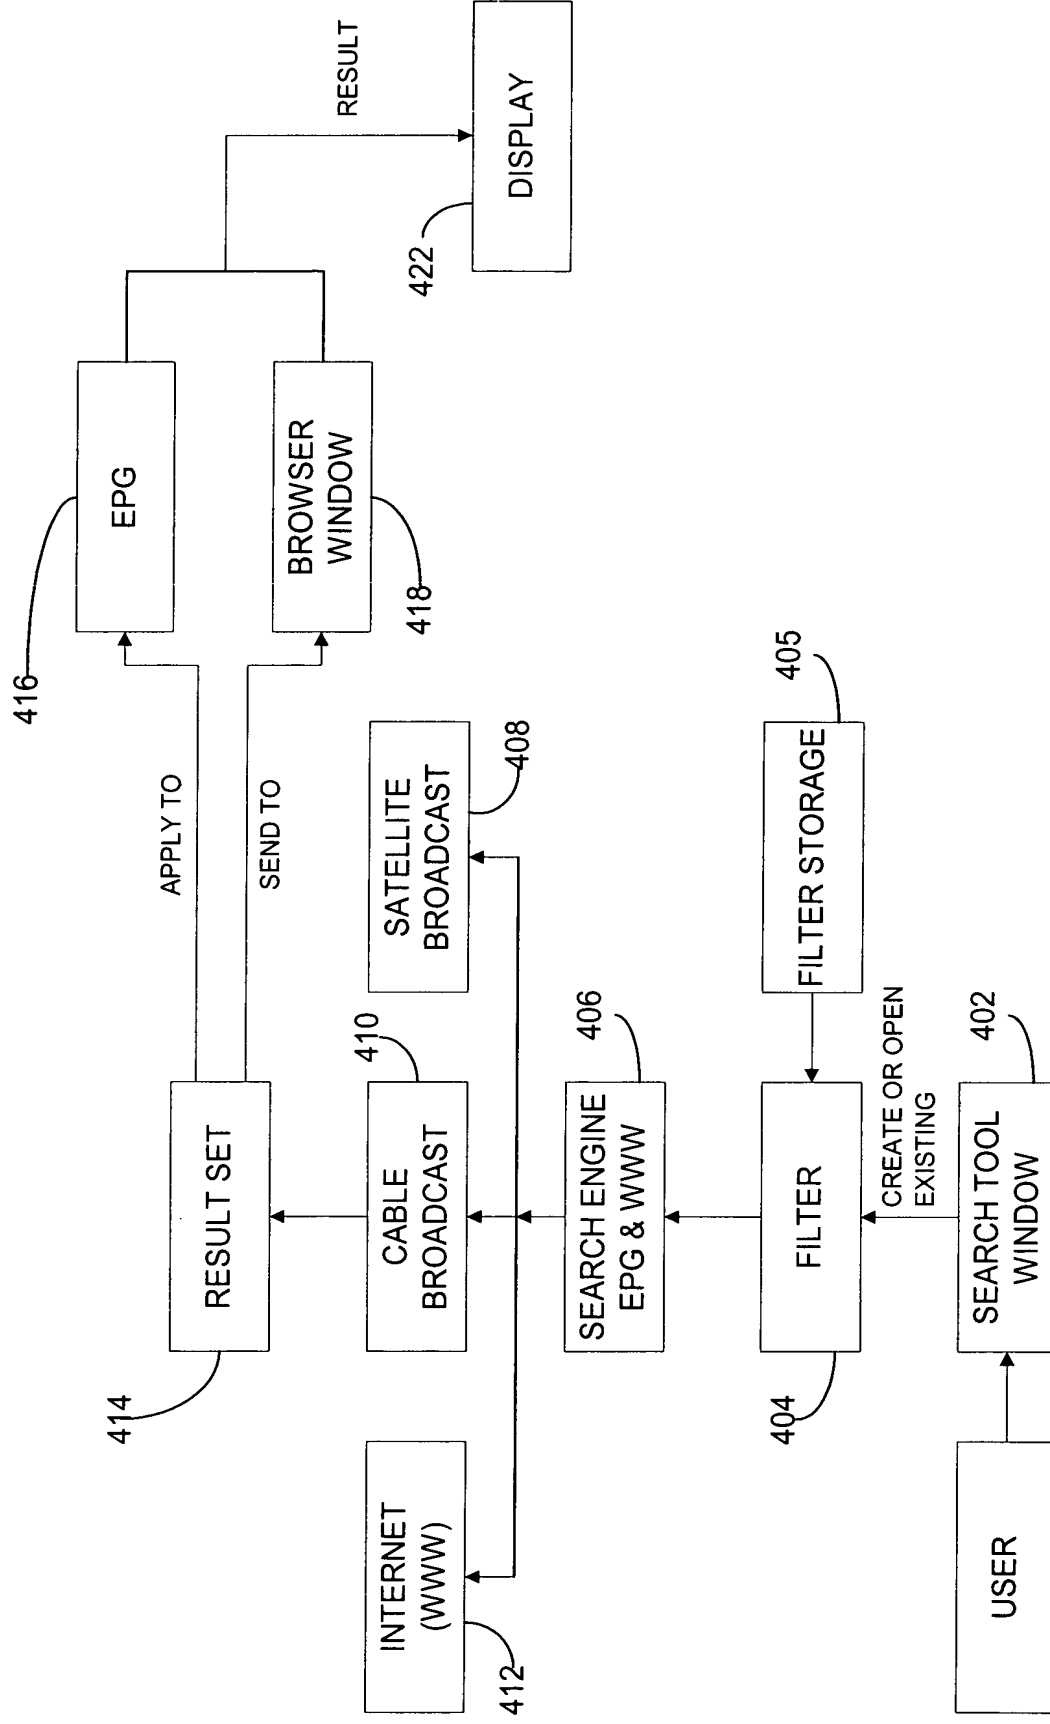 416
414
EPG
APPLY TO
RESULT SET
SEND TO
BROWSER
WINDOW
RESULT
410
418
422
INTERNET
(WWW)
CABLE
BROADCAST
SATELLITE
BROADCAST
412
408
DISPLAY
406
SEARCH ENGINE
EPG & WWW
404
405
FILTER
FILTER STORAGE
CREATE OR OPEN
EXISTING
402
USER
SEARCH TOOL
WINDOW